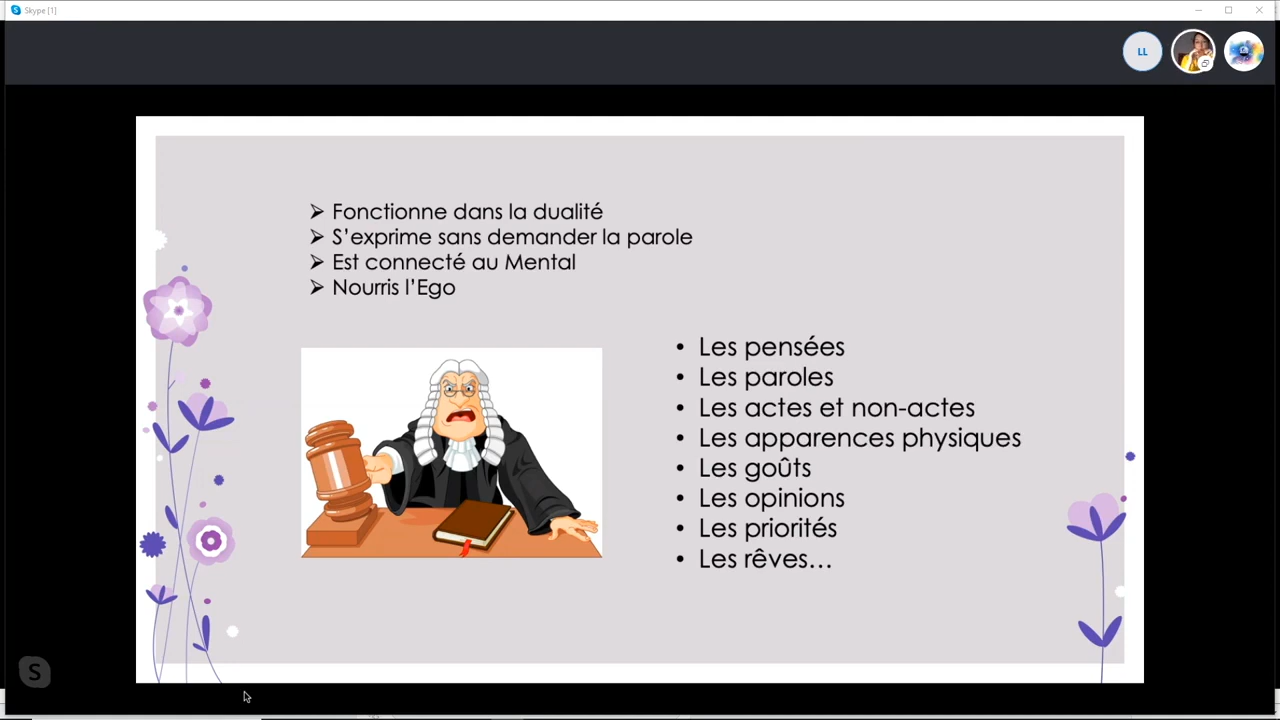 Skype [1]
LL
Fonctionne dans la dualité
S'exprime sans demander la parole
Est connecté au Mental
Nourris l'Ego
Les pensées
Les paroles
Les actes et non-actes
Les apparences physiques
Les goûts
Les opinions
Les priorités
Les rêves…